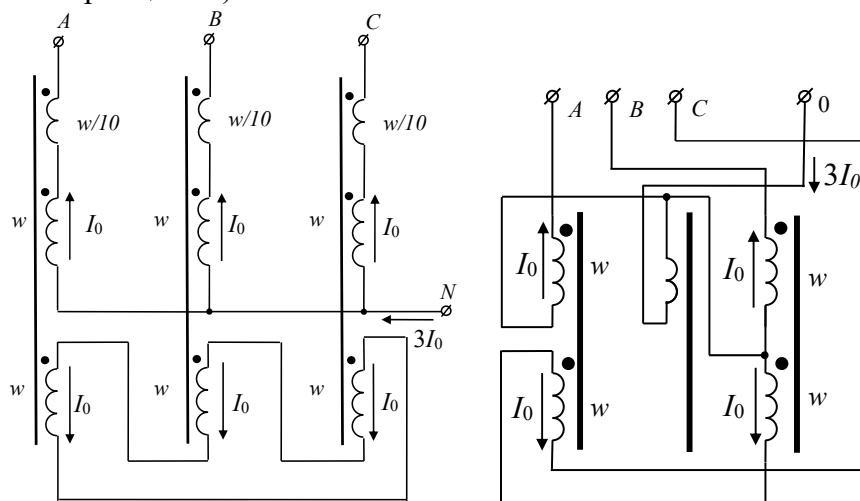 A B C
w/10 w/10 w/10
w I₀ w I₀ w I₀
N
3I₀
w I₀ w I₀ w I₀
A B C 0
3I₀
I₀ w I₀ w
I₀ w I₀ w